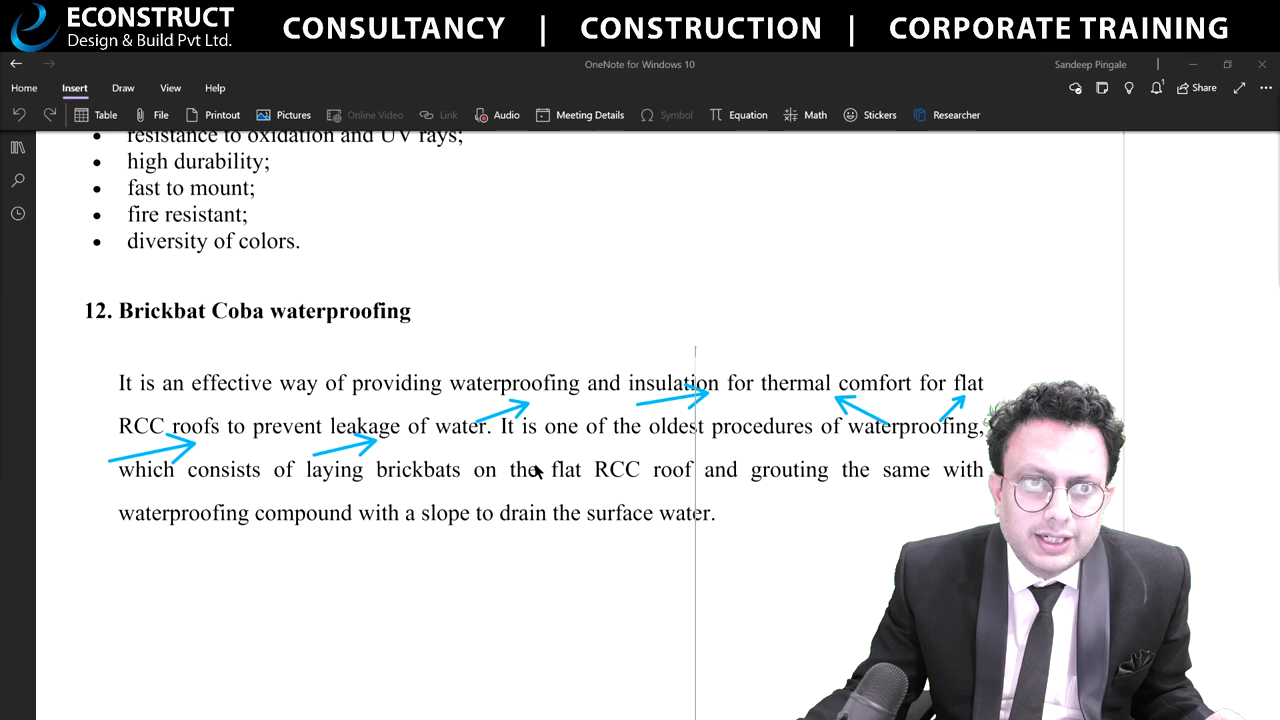 ECONSTRUCT
Design & Build Pvt Ltd.
CONSULTANCY | CONSTRUCTION | CORPORATE TRAINING
OneNote for Windows 10
Sandeep Pingale
Home Insert Draw View Help
Share
Table File Printout Pictures Online Video Link Audio Meeting Details Symbol Equation Math Stickers Researcher
• resistance to oxidation and UV rays;
• high durability;
• fast to mount;
• fire resistant;
• diversity of colors.
12. Brickbat Coba waterproofing
It is an effective way of providing waterproofing and insulation for thermal comfort for flat
RCC roofs to prevent leakage of water. It is one of the oldest procedures of waterproofing,
which consists of laying brickbats on the flat RCC roof and grouting the same with
waterproofing compound with a slope to drain the surface water.